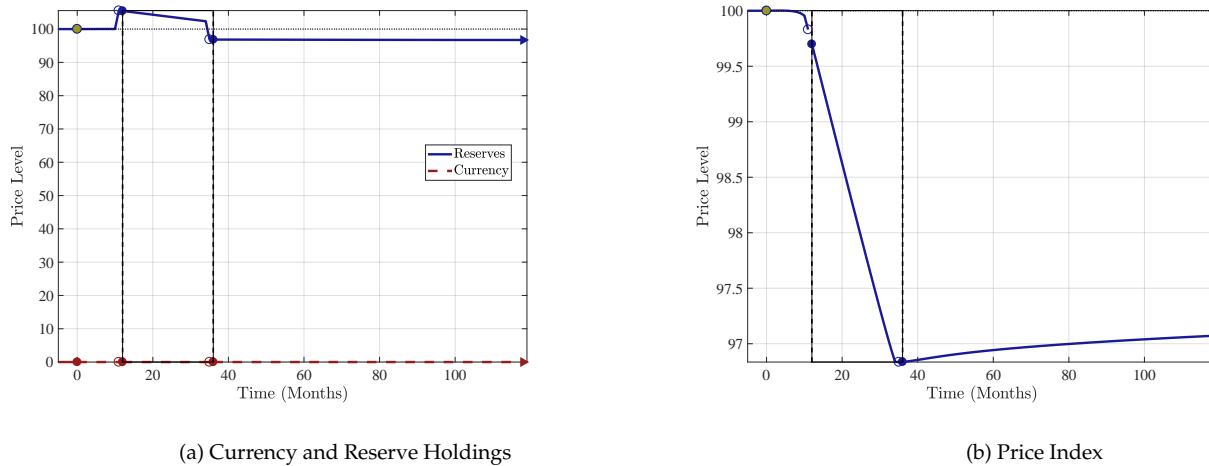 100
90
80
70
60
50
40
30
20
10
0
Price Level
0 20 40 60 80 100
Time (Months)
Reserves
Currency
(a) Currency and Reserve Holdings
100
99.5
99
98.5
98
97.5
97
Price Level
0 20 40 60 80 100
Time (Months)
(b) Price Index